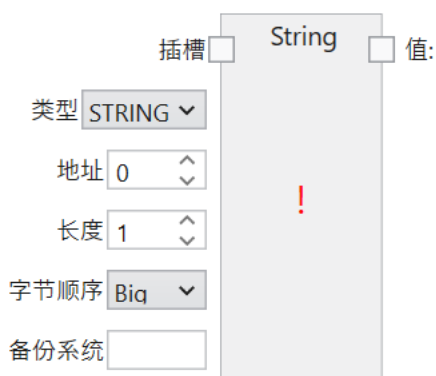 String
插槽
值:
类型 STRING
地址 0
!
长度 1
字节顺序 Big
备份系统